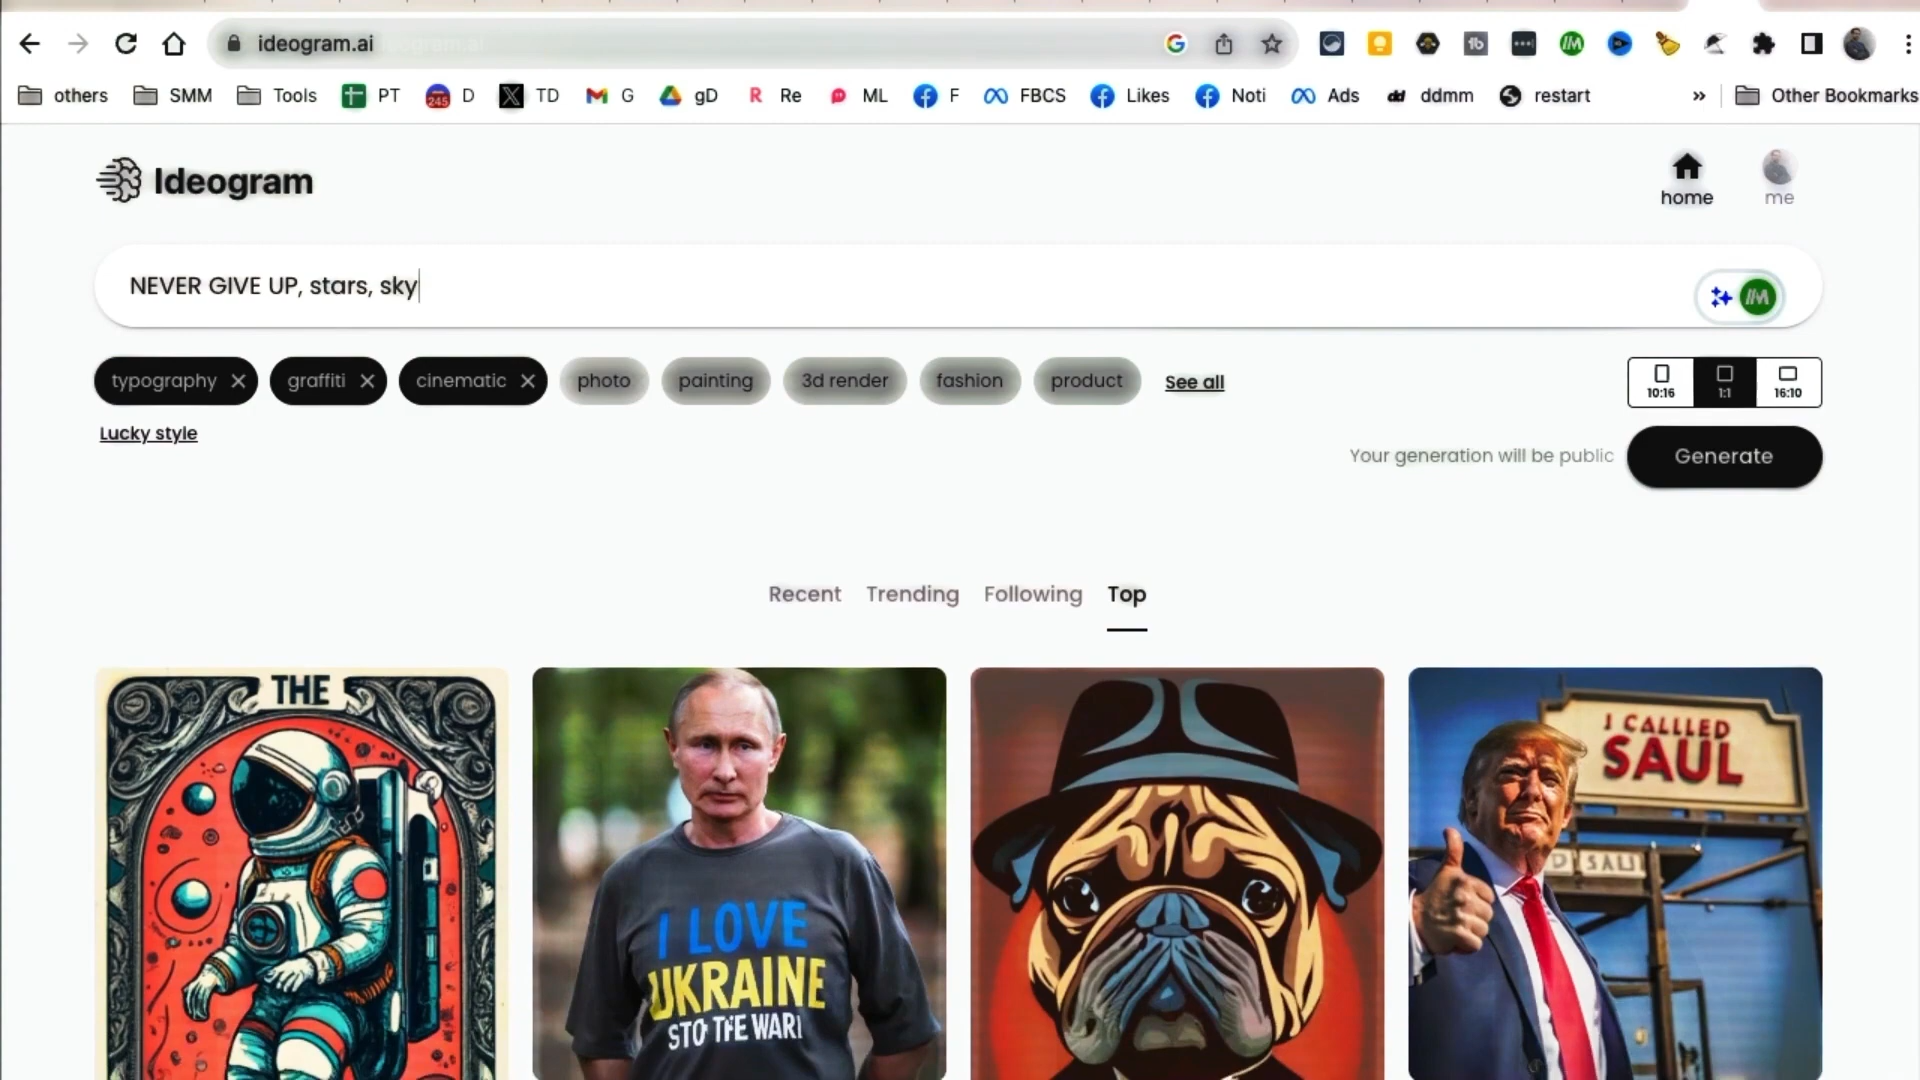 ideogram.ai
others SMM Tools PT 245 D TD G gD Re ML F FBCS Likes Noti Ads ddmm restart » Other Bookmarks
Ideogram
home me
NEVER GIVE UP, stars, sky
typography graffiti cinematic photo painting 3d render fashion product See all
10:16 1:1 16:10
Lucky style
Your generation will be public Generate
Recent Trending Following Top
THE
I LOVE
UKRAINE
STO THE WAR!
J CALLLED
SAUL
D SAU